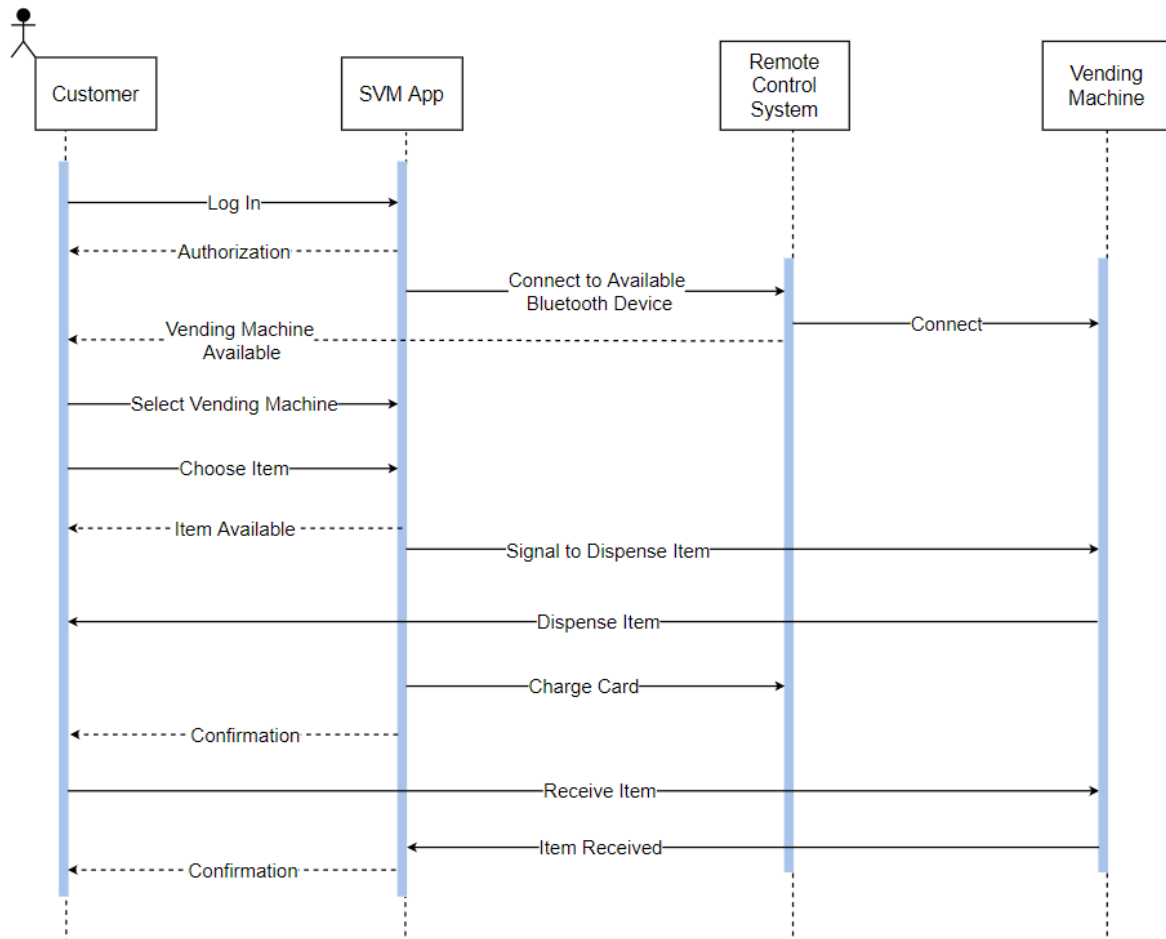 Customer
SVM App
Remote
Control
System
Vending
Machine
Log In
Authorization
Connect to Available
Bluetooth Device
Connect
Vending Machine
Available
Select Vending Machine
Choose Item
Item Available
Signal to Dispense Item
Dispense Item
Charge Card
Confirmation
Receive Item
Item Received
Confirmation